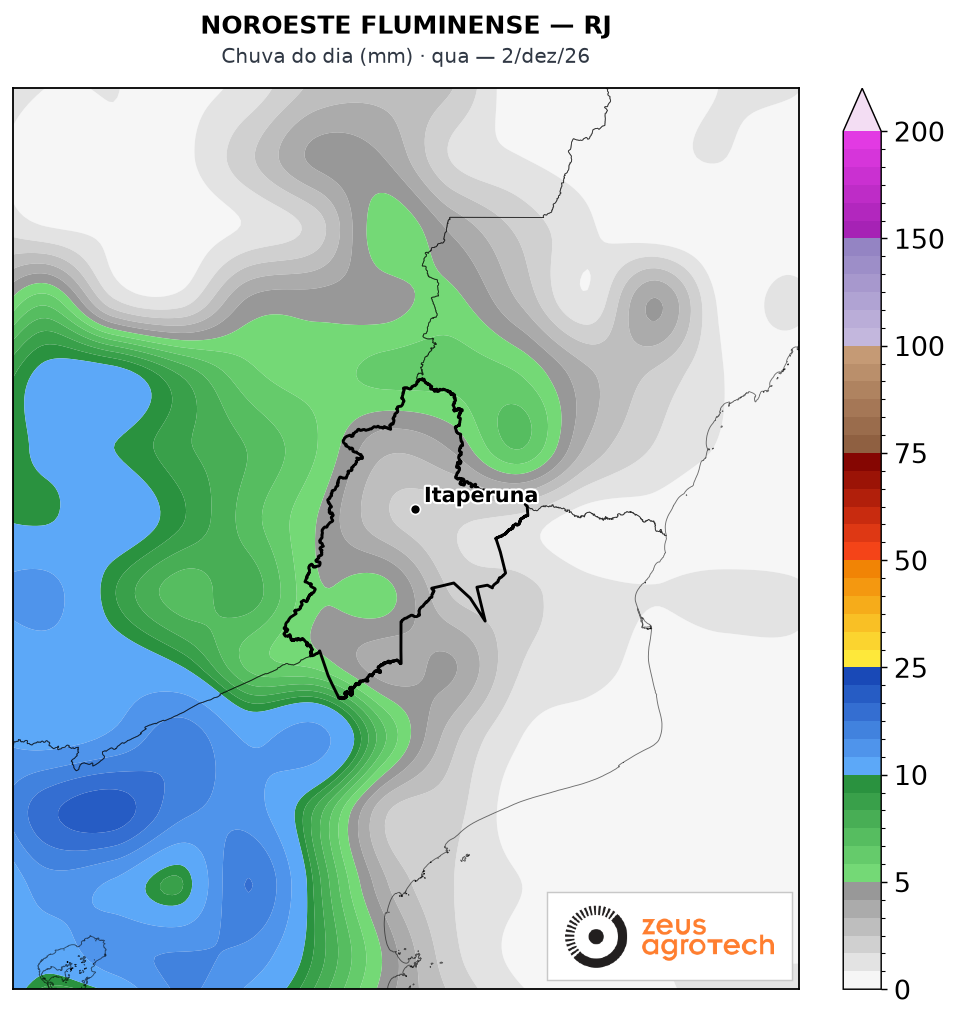 NOROESTE FLUMINENSE — RJ
Chuva do dia (mm) · qua — 2/dez/26
200
150
100
75
50
25
10
5
0
Itaperuna
zeus
agrotech